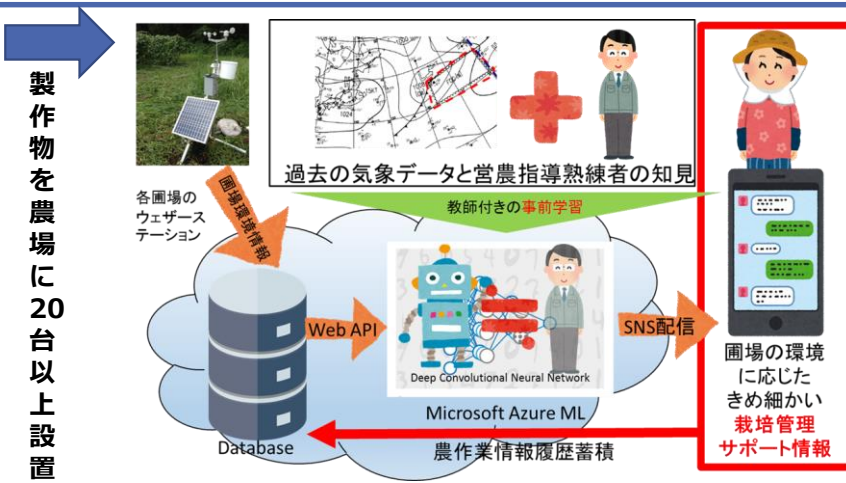 製作物を農場に20台以上設置
過去の気象データと営農指導熟練者の知見
各圃場の
ウェザース
テーション
圃場環境情報
教師付きの事前学習
Web API
Deep Convolutional Neural Network
SNS配信
Microsoft Azure ML
Database
農作業情報履歴蓄積
圃場の環境
に応じた
きめ細かい
栽培管理
サポート情報